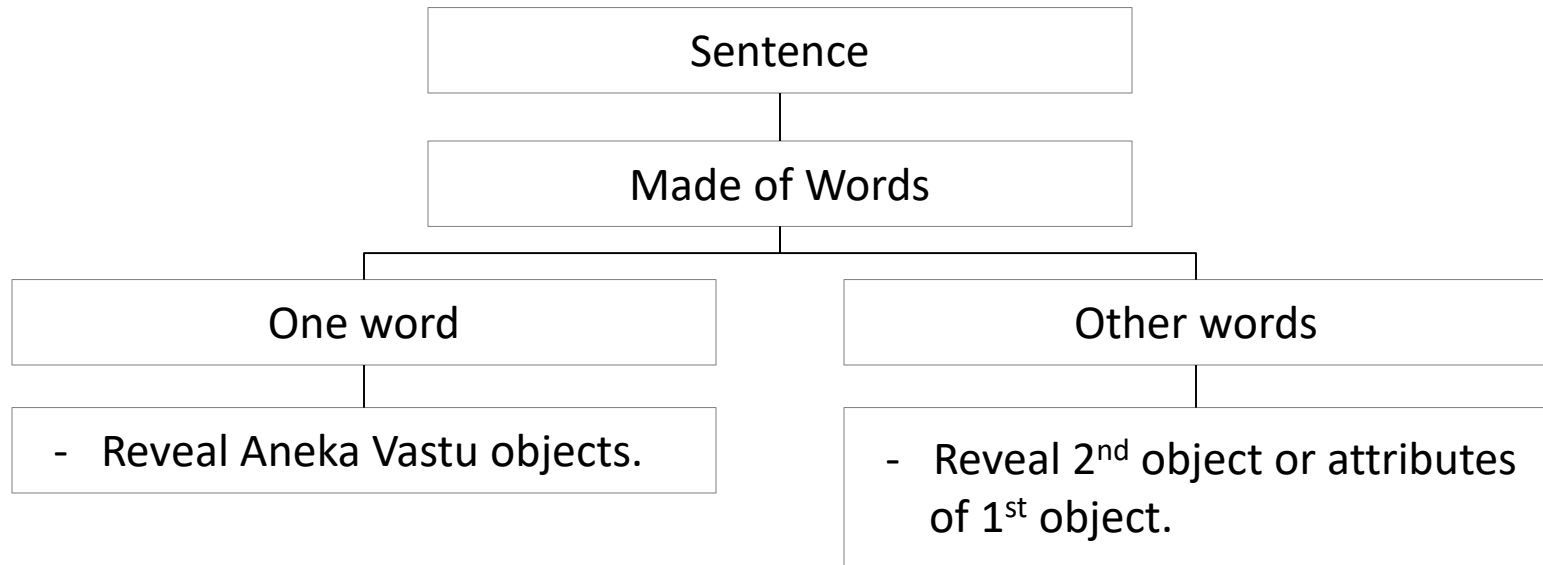 Sentence
Made of Words
One word
Other words
- Reveal Aneka Vastu objects.
- Reveal 2nd object or attributes
of 1st object.